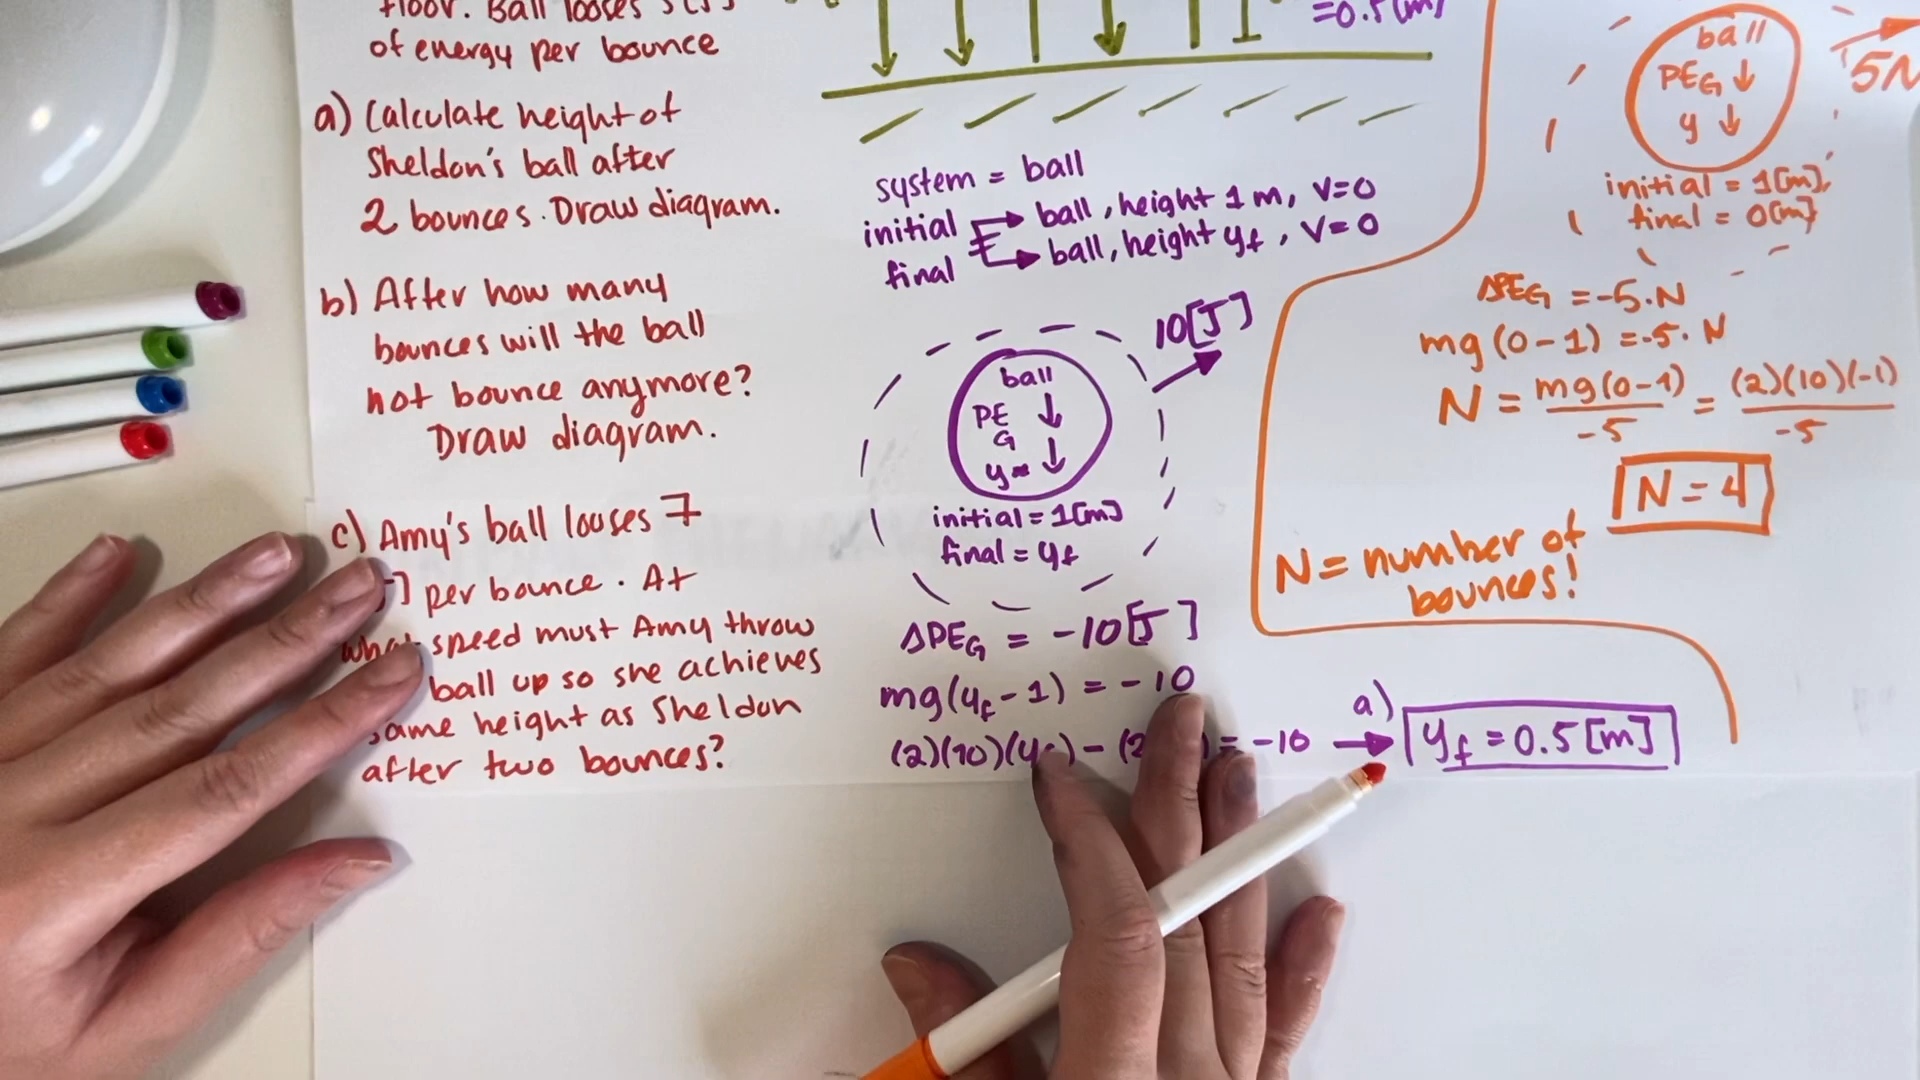 floor. Ball looses 5[J]
of energy per bounce
a) Calculate height of
Sheldon's ball after
2 bounces. Draw diagram.
b) After how many
bounces will the ball
not bounce anymore?
Draw diagram.
c) Amy's ball looses 7
per bounce. At
what speed must Amy throw
ball up so she achieves
same height as Sheldon
after two bounces?
=0.5[m]
system = ball
initial → ball, height 1 m, V=0
final → ball, height yf, V=0
10[J]
ball
PE ↓
G
y= ↓
initial = 1[m]
final = yf
ΔPEG = -10[J]
mg(yf-1) = -10
= -10 → a) yf = 0.5[m]
ball
PEG ↓
y ↓
5N
initial = 1[m]
final = 0[m]
ΔPEG = -5·N
mg(0-1) = -5·N
N = mg(0-1)/-5 = (2)(10)(-1)/-5
N = 4
N = number of
bounces!